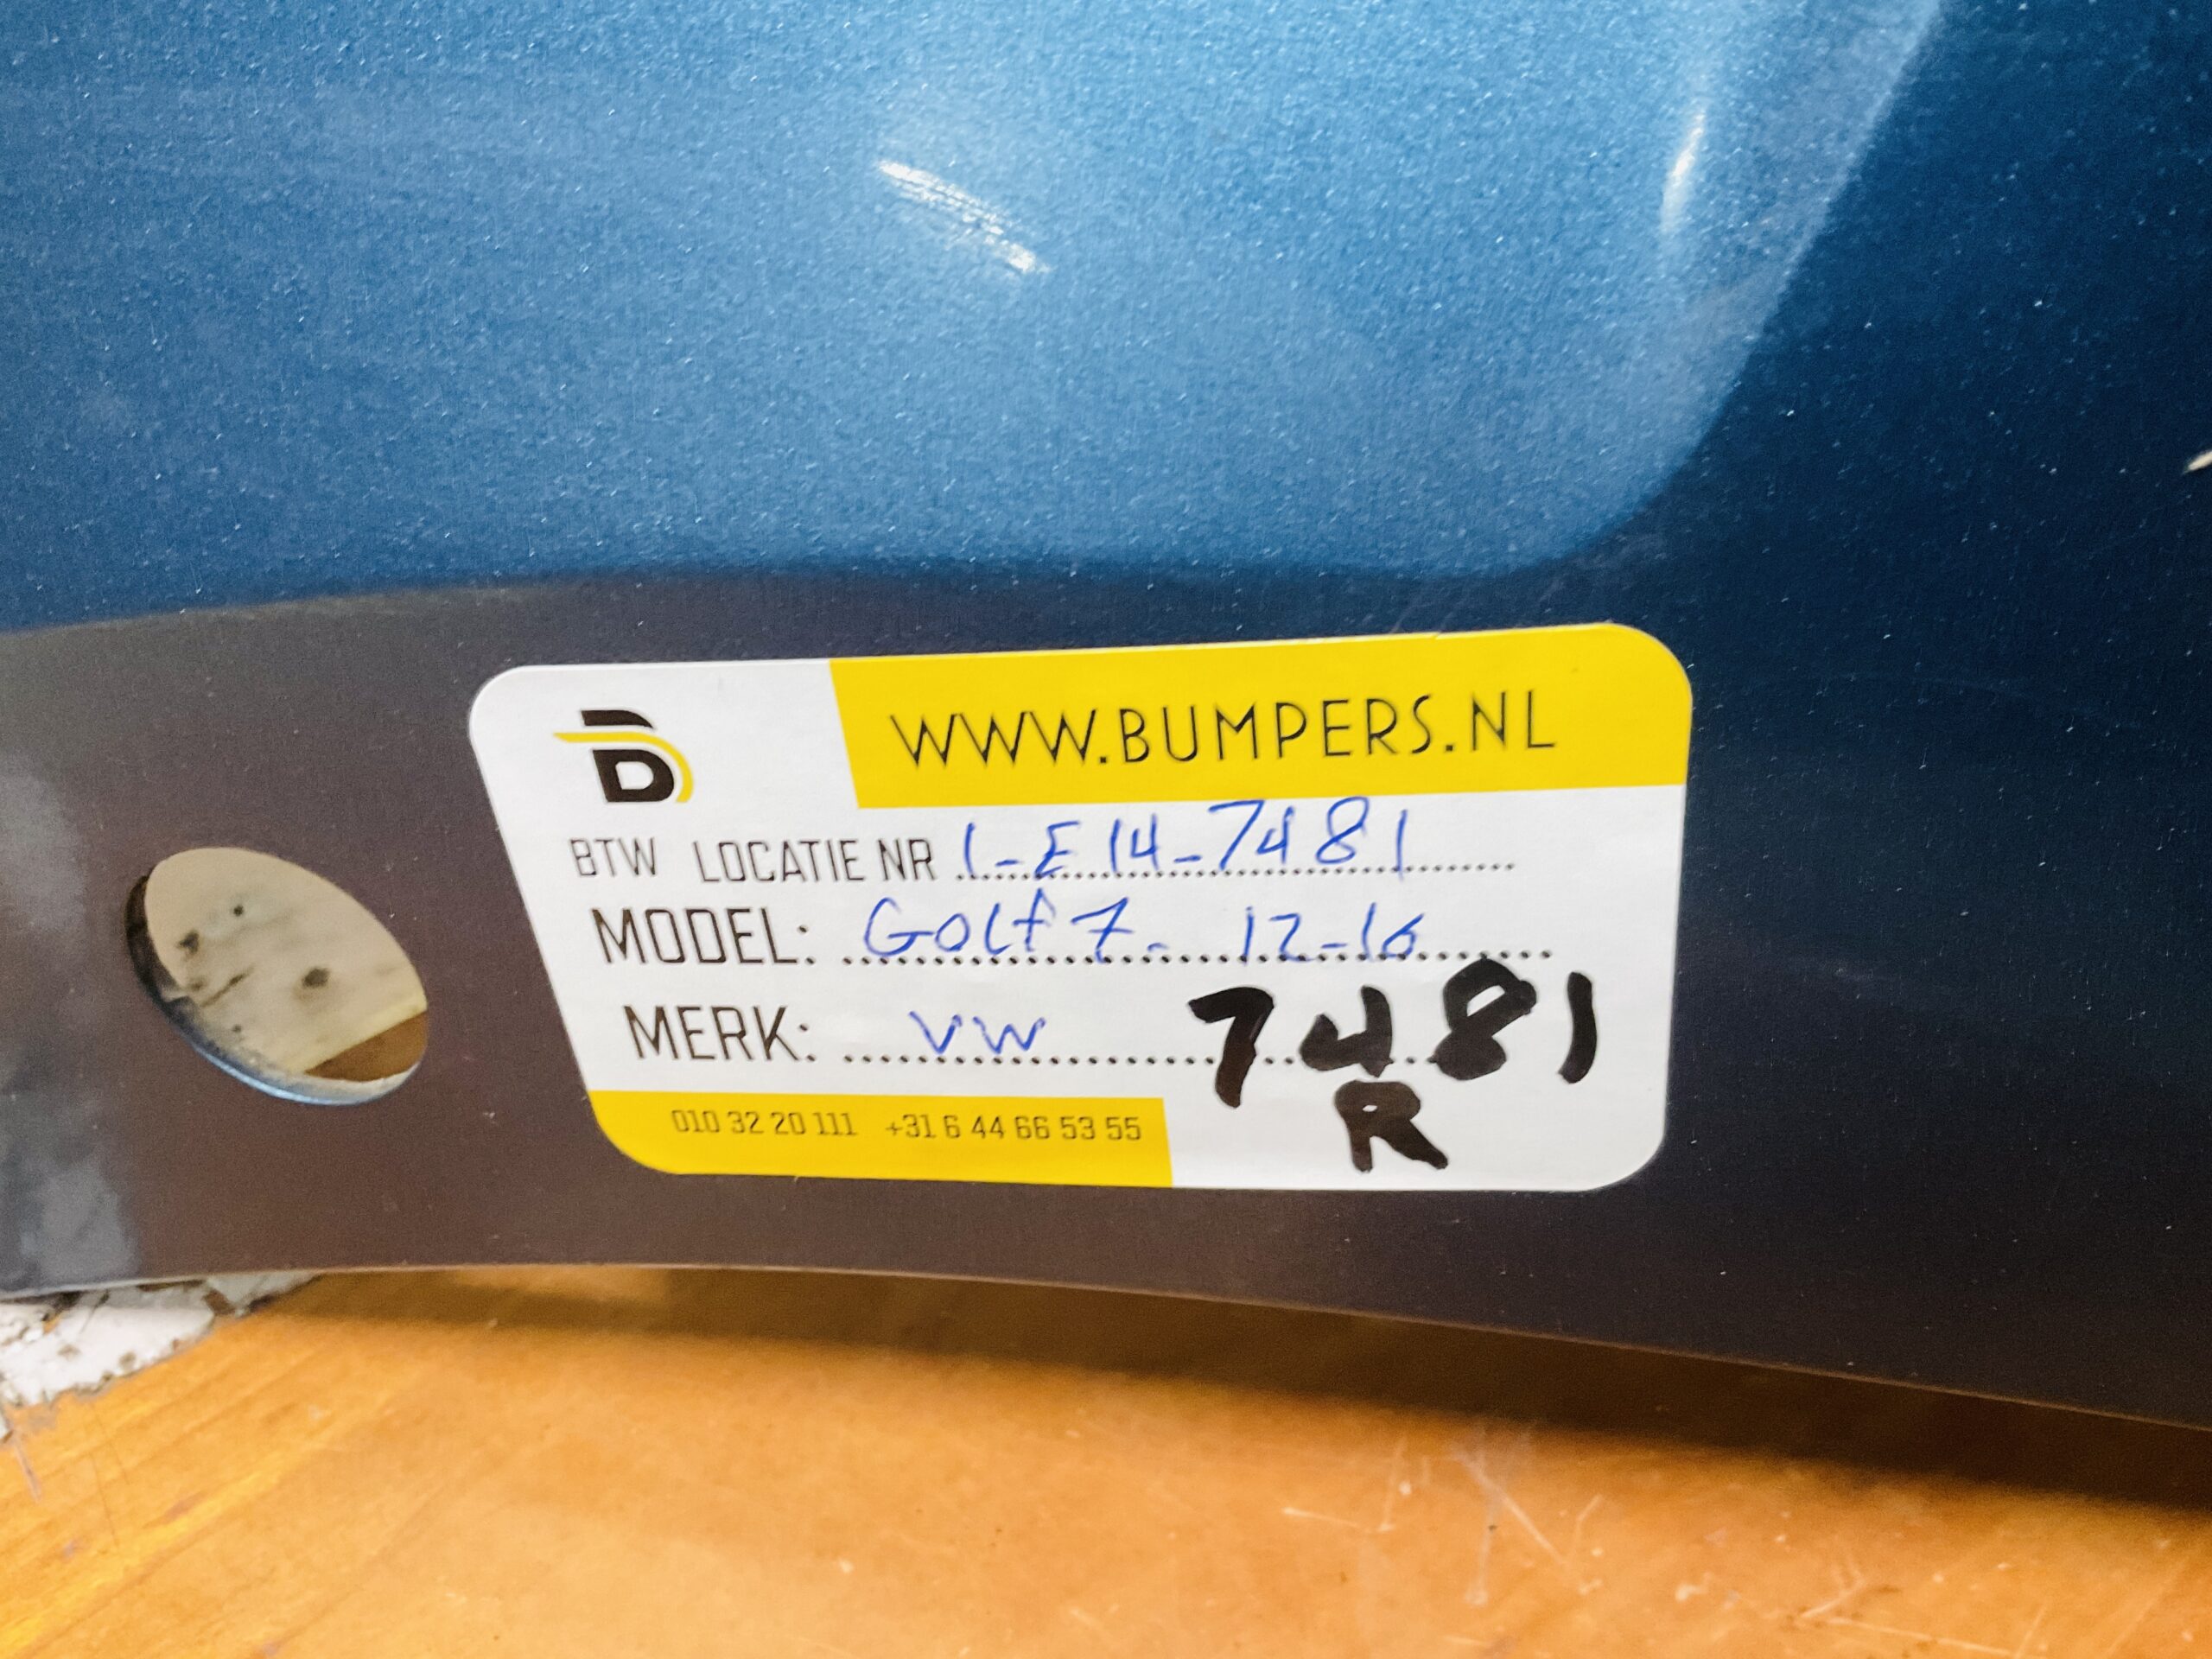 WWW.BUMPERS.NL
BTW LOCATIE NR 1-E14-7481
MODEL: Golf 7- 12-16
MERK: VW
7481
R
010 32 20 111 +31 6 44 66 53 55